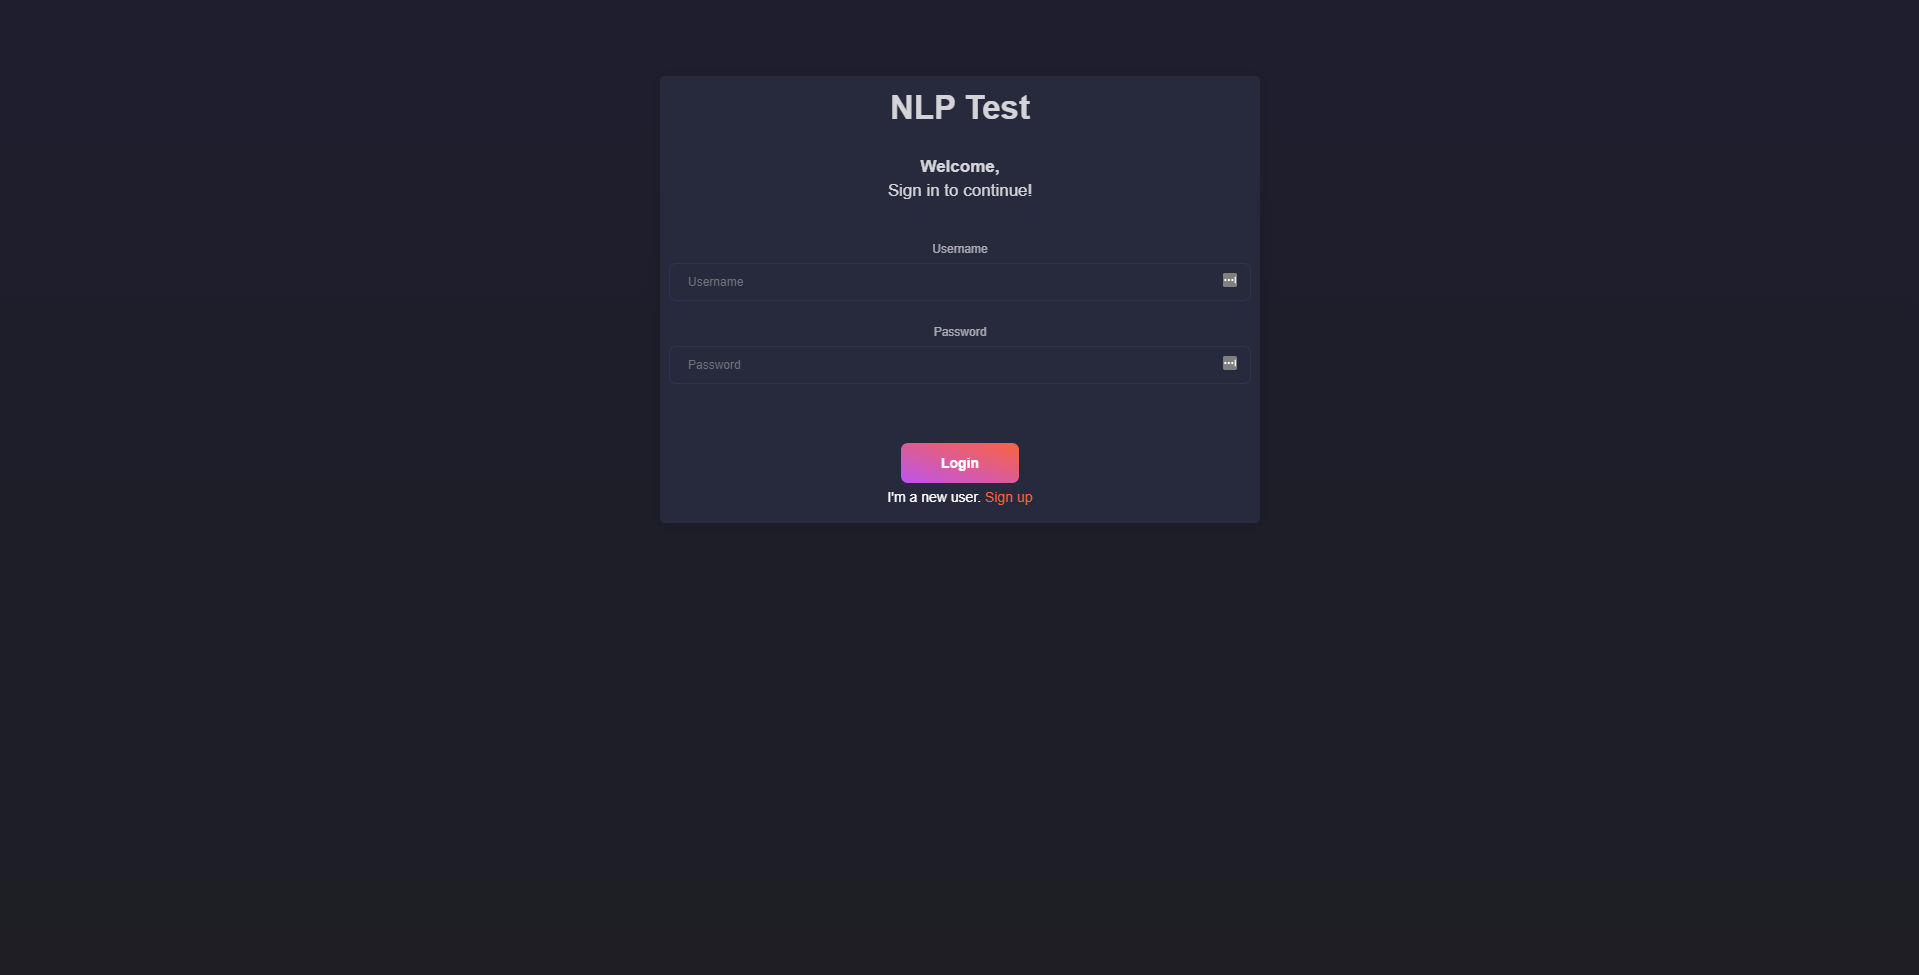 NLP Test
Welcome,
Sign in to continue!
Username
Username
Password
Password
Login
I'm a new user. Sign up